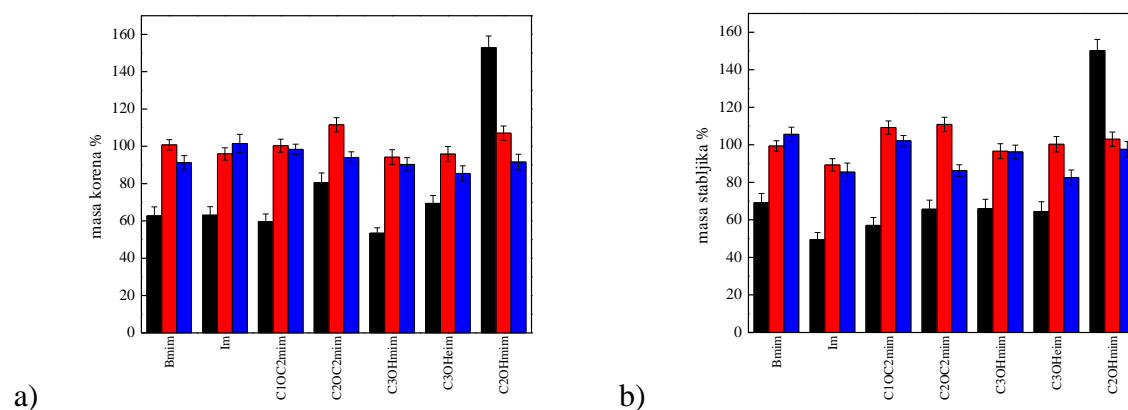 masa korena %
160
140
120
100
80
60
40
20
0
Bmim
Im
C1OC2mim
C2OC2mim
C3OHmim
C3OHeim
C2OHmim
a)
masa stabljika %
160
140
120
100
80
60
40
20
0
Bmim
Im
C1OC2mim
C2OC2mim
C3OHmim
C3OHeim
C2OHmim
b)